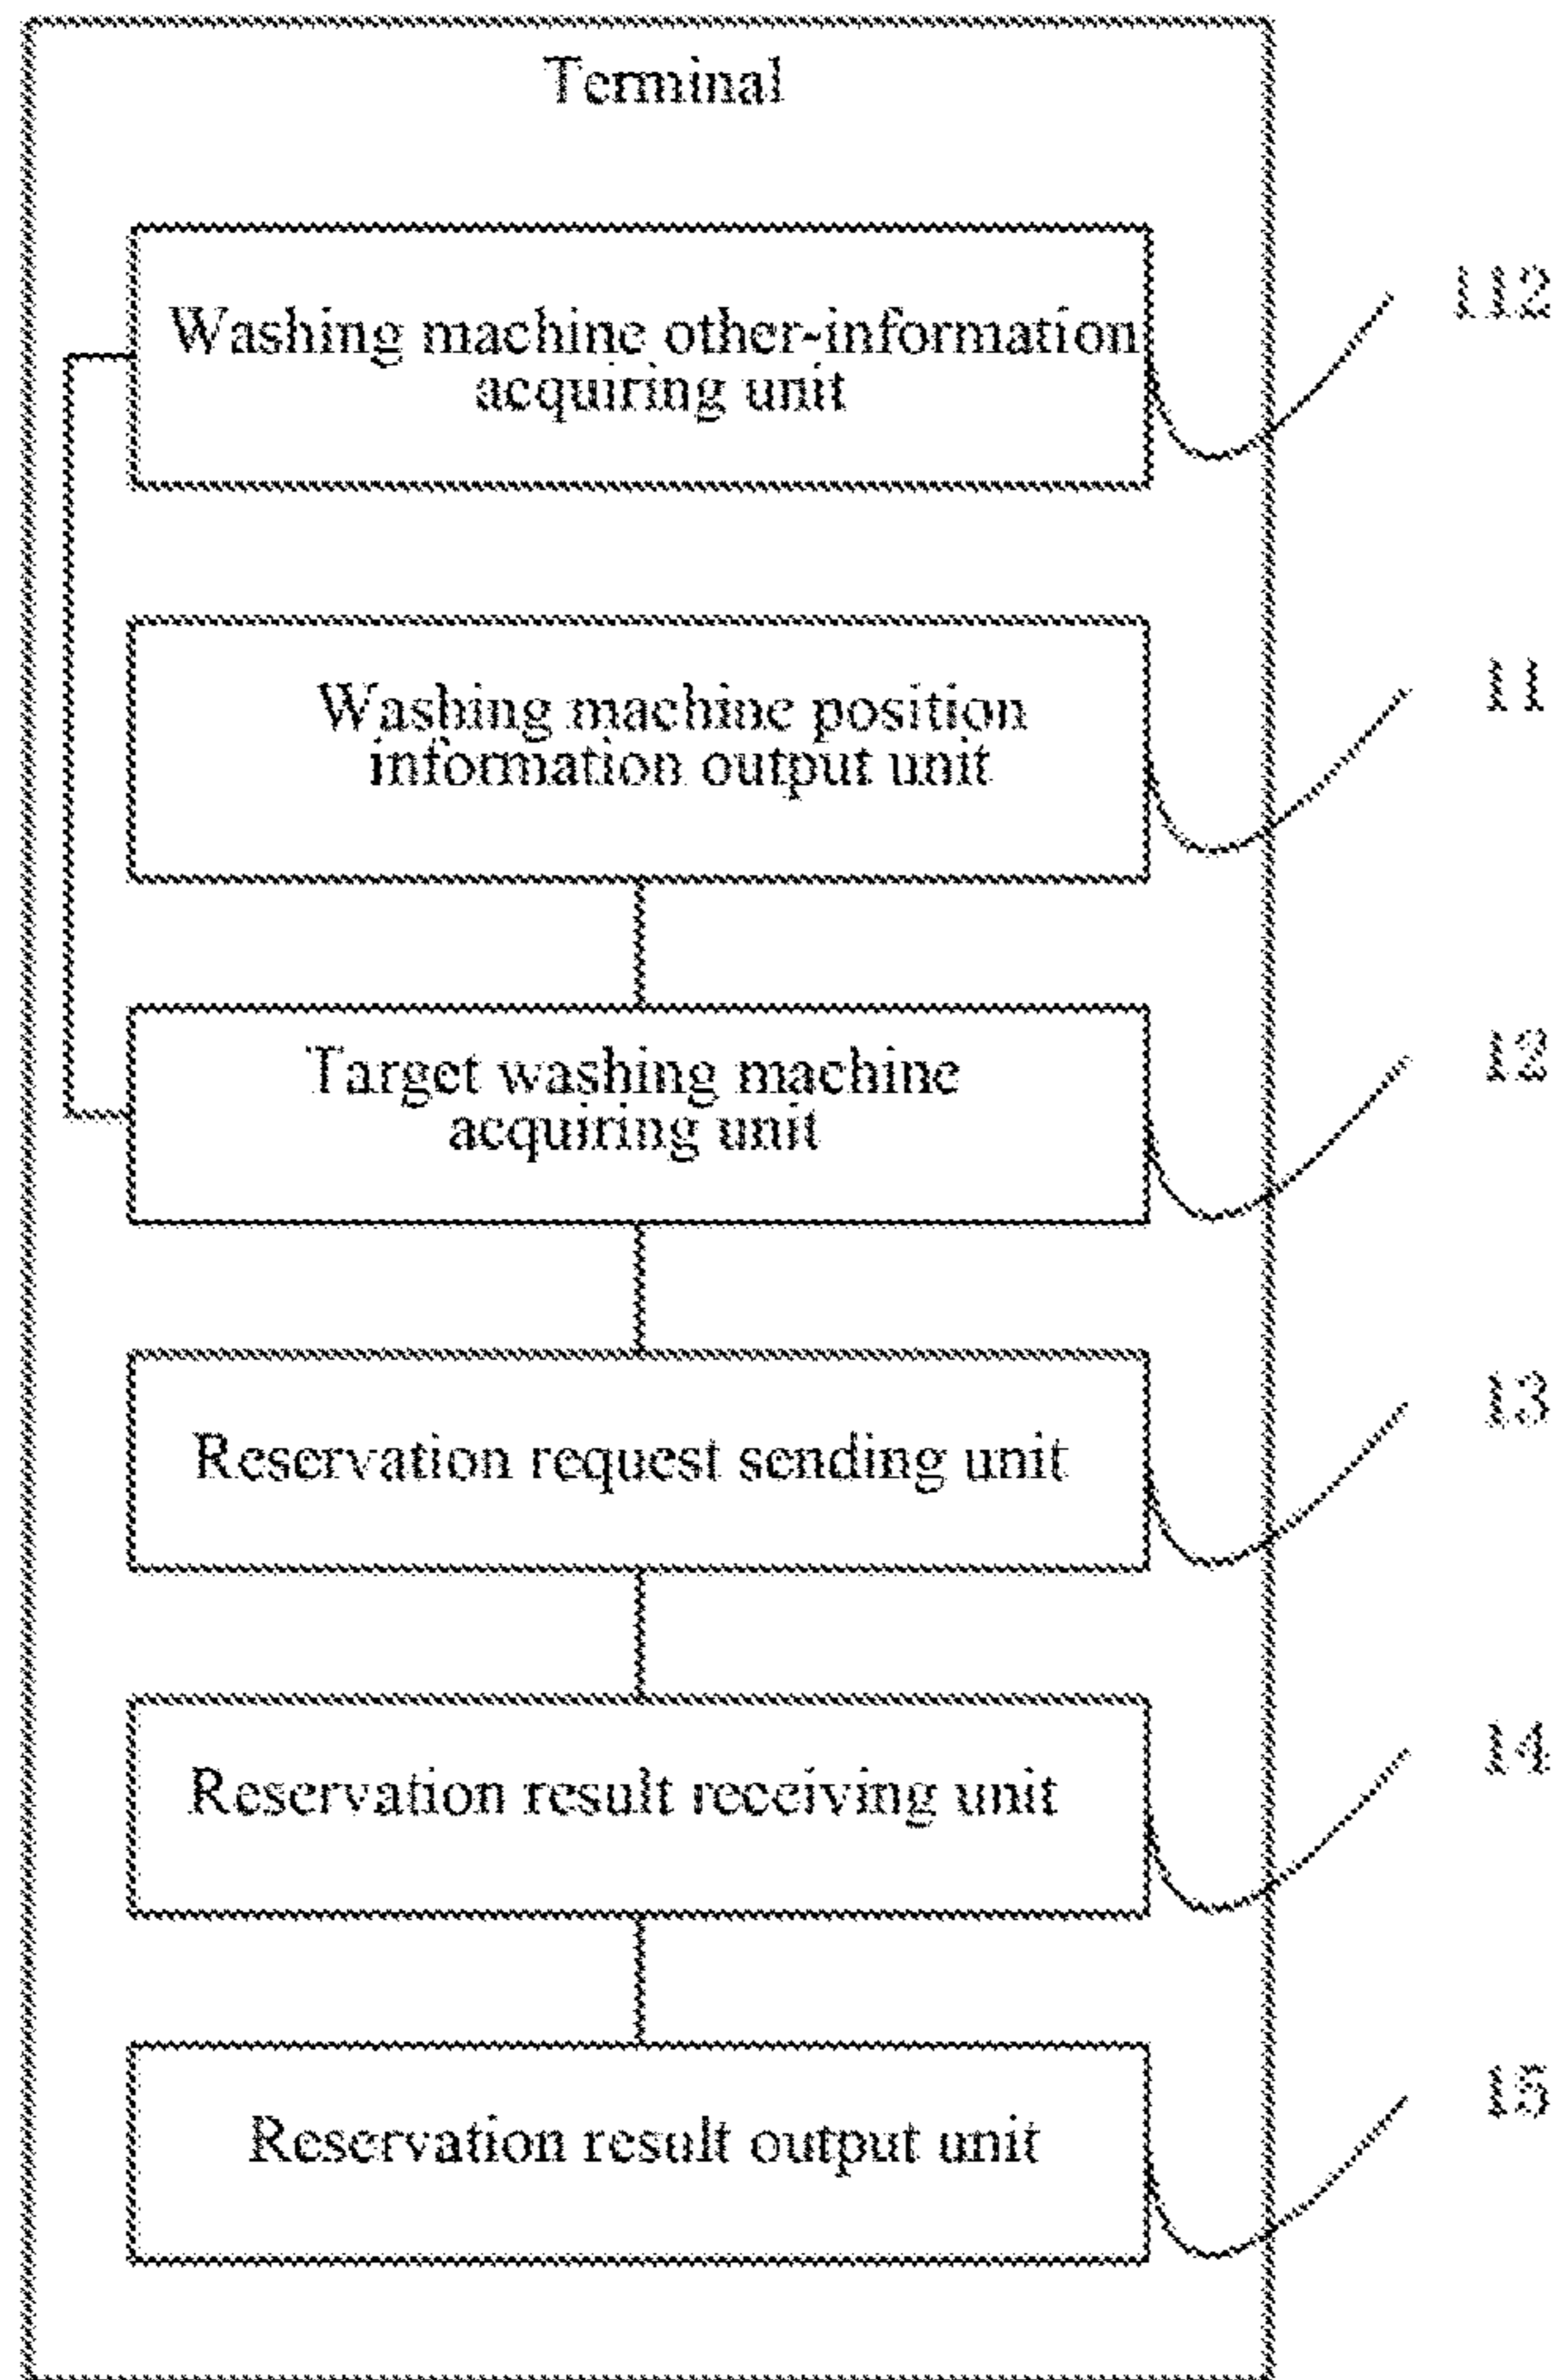 Terminal
Washing machine other-information
acquiring unit
112
Washing machine position
information output unit
11
Target washing machine
acquiring unit
12
Reservation request sending unit
13
Reservation result receiving unit
14
Reservation result output unit
15